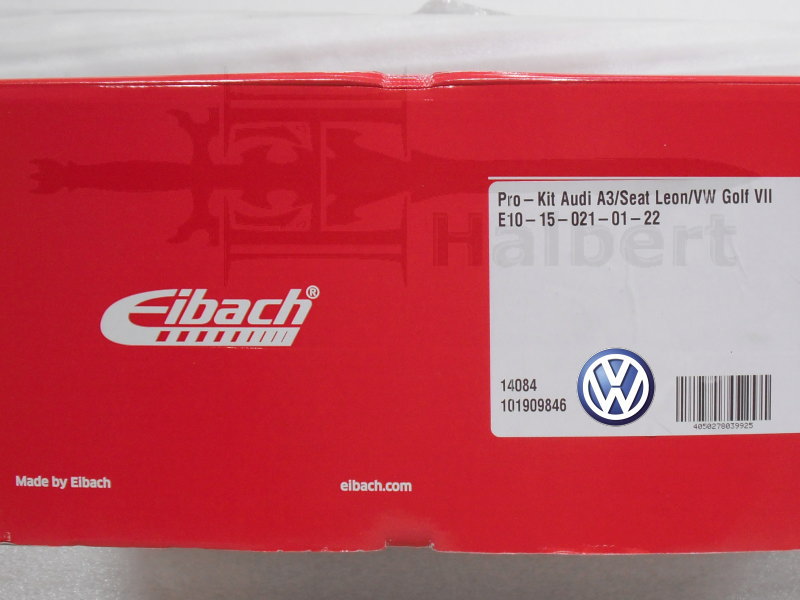 Pro-Kit Audi A3/Seat Leon/VW Golf VII
E10-15-021-01-22
Halbert
Eibach®
14084
101909846
4050278039925
Made by Eibach
eibach.com